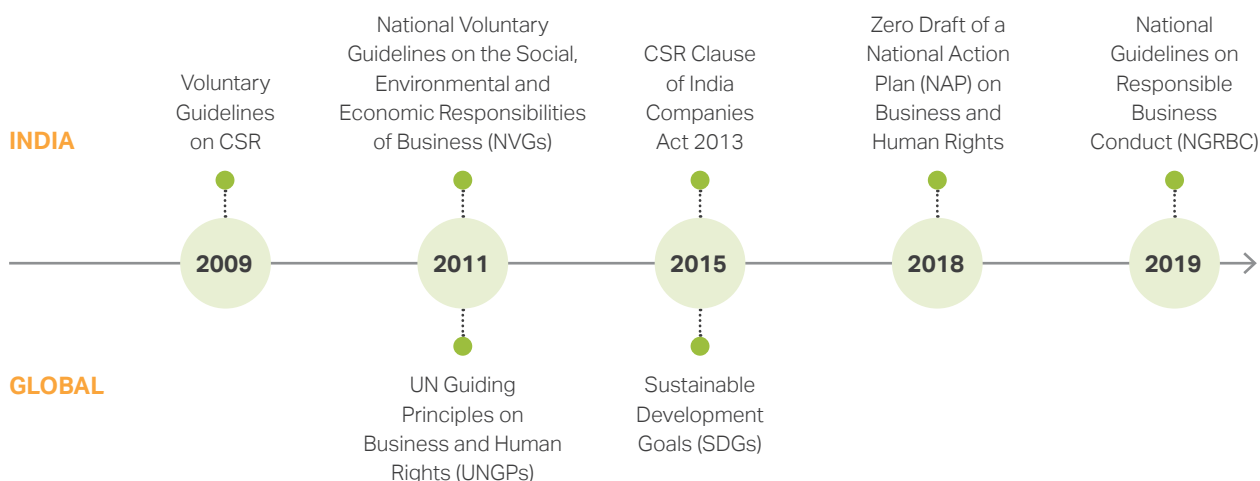 INDIA
Voluntary
Guidelines
on CSR
National Voluntary
Guidelines on the Social,
Environmental and
Economic Responsibilities
of Business (NVGs)
CSR Clause
of India
Companies
Act 2013
Zero Draft of a
National Action
Plan (NAP) on
Business and
Human Rights
National
Guidelines on
Responsible
Business
Conduct (NGRBC)
2009
2011
2015
2018
2019
GLOBAL
UN Guiding
Principles on
Business and Human
Rights (UNGPs)
Sustainable
Development
Goals (SDGs)